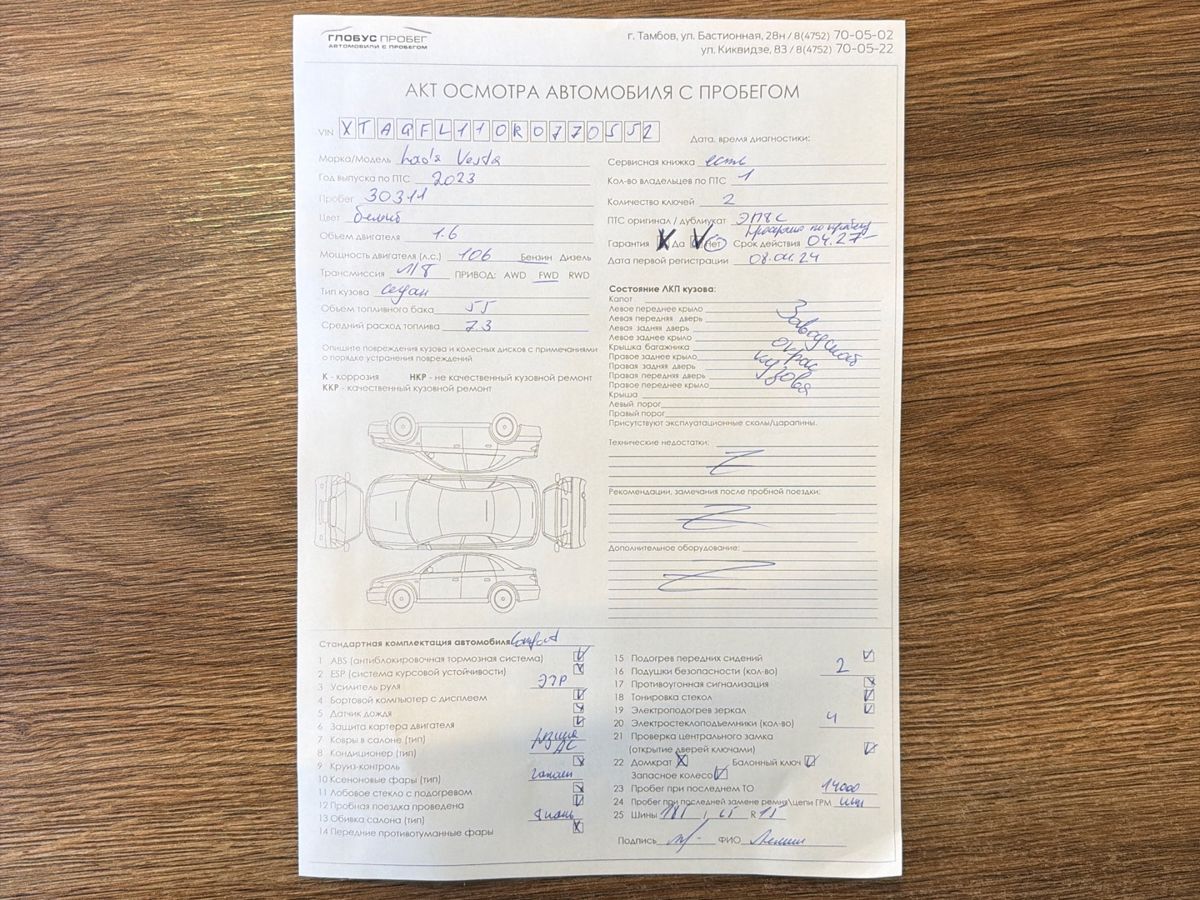 ГЛОБУС ПРОБЕГ
АВТОМОБИЛИ С ПРОБЕГОМ
г. Тамбов, ул. Бастионная, 28н / 8(4752) 70-05-02
ул. Киквидзе, 83 / 8(4752) 70-05-22
АКТ ОСМОТРА АВТОМОБИЛЯ С ПРОБЕГОМ
VIN XTAGFL110R0770552
Дата, время диагностики:
Марка/Модель Lada Vesta
Год выпуска по ПТС 2023
Пробег 30311
Цвет белый
Объем двигателя 1.6
Мощность двигателя (л.с.) 106 Бензин Дизель
Трансмиссия ПРИВОД: AWD FWD RWD
Тип кузова седан
Объем топливного бака 55
Средний расход топлива 7.3
Опишите повреждения кузова и колесных дисков с примечаниями
о порядке устранения повреждений
К - коррозия НКР - не качественный кузовной ремонт
ККР - качественный кузовной ремонт
Сервисная книжка есть
Кол-во владельцев по ПТС 1
Количество ключей 2
ПТС оригинал / дубликат ЭПТС
по пробегу
Гарантия Да Нет Срок действия 04.27
Дата первой регистрации 08.04.24
Состояние ЛКП кузова:
Капот
Левое переднее крыло
Левая передняя дверь
Левая задняя дверь
Левое заднее крыло
Крышка багажника
Правое заднее крыло
Правая задняя дверь
Правая передняя дверь
Правое переднее крыло
Крыша
Левый порог
Правый порог
Заводской
окрас
кузова
Присутствуют эксплуатационные сколы/царапины.
Технические недостатки:
Рекомендации, замечания после пробной поездки:
Дополнительное оборудование:
Стандартная комплектация автомобиля Comfort
1 ABS (антиблокировочная тормозная система)
2 ESP (система курсовой устойчивости)
3 Усилитель руля ЭУР
4 Бортовой компьютер с дисплеем
5 Датчик дождя
6 Защита картера двигателя
7 Ковры в салоне (тип)
8 Кондиционер (тип) AC
9 Круиз-контроль
10 Ксеноновые фары (тип) галоген
11 Лобовое стекло с подогревом
12 Пробная поездка проведена
13 Обивка салона (тип) ткань
14 Передние противотуманные фары
15 Подогрев передних сидений
16 Подушки безопасности (кол-во) 2
17 Противоугонная сигнализация
18 Тонировка стекол
19 Электроподогрев зеркал
20 Электростеклоподъемники (кол-во) 4
21 Проверка центрального замка
(открытие дверей ключами)
22 Домкрат Балонный ключ
Запасное колесо
23 Пробег при последнем ТО 14000
24 Пробег при последней замене ремня\цепи ГРМ
25 Шины 185 / 65 R 15
Подпись ФИО